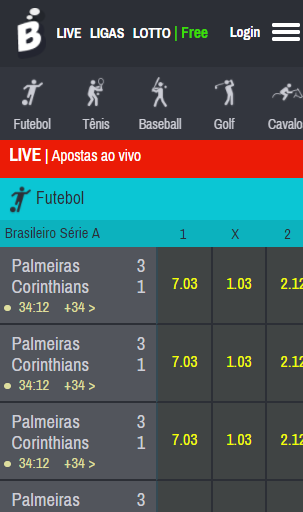 B LIVE LIGAS LOTTO | Free Login
Futebol Tênis Baseball Golf Cavalo
LIVE | Apostas ao vivo
Futebol
Brasileiro Série A 1 X 2
Palmeiras 3
Corinthians 1
7.03 1.03 2.12
34:12 +34 >
Palmeiras 3
Corinthians 1
7.03 1.03 2.12
34:12 +34 >
Palmeiras 3
Corinthians 1
7.03 1.03 2.12
34:12 +34 >
Palmeiras 3